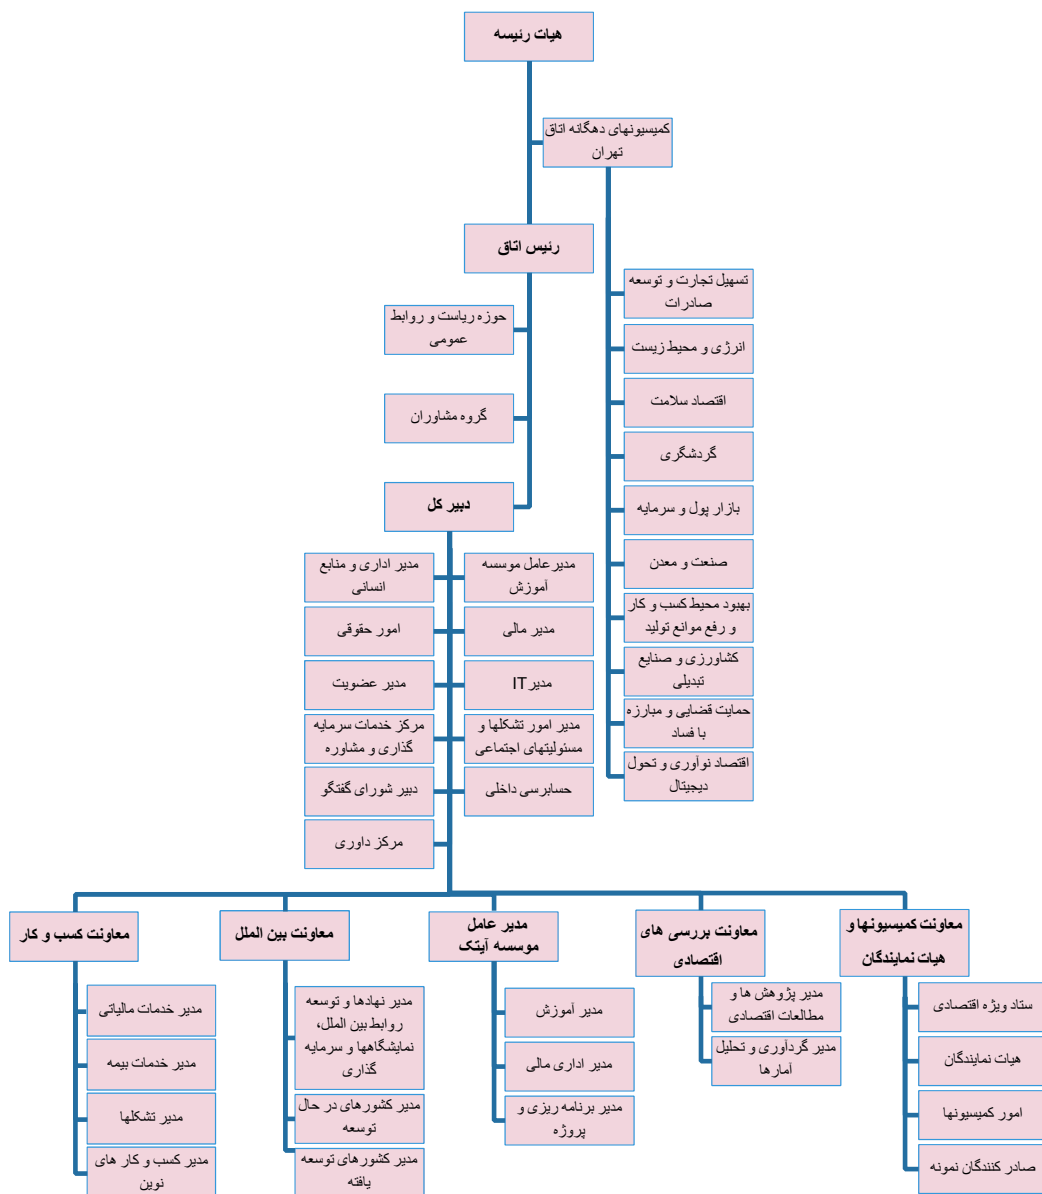 هیات رئیسه
کمیسیونهای دهگانه اتاق
تهران
رئیس اتاق
تسهیل تجارت و توسعه
صادرات
انرژی و محیط زیست
اقتصاد سلامت
گردشگری
بازار پول و سرمایه
صنعت و معدن
بهبود محیط کسب و کار
و رفع موانع تولید
کشاورزی و صنایع
تبدیلی
حمایت قضایی و مبارزه
با فساد
اقتصاد نوآوری و تحول
دیجیتال
حوزه ریاست و روابط
عمومی
گروه مشاوران
دبیر کل
مدیرعامل موسسه
آموزش
مدیر اداری و منابع
انسانی
مدیر مالی
امور حقوقی
مدیر IT
مدیر عضویت
مدیر امور تشکلها و
مسئولیتهای اجتماعی
مرکز خدمات سرمایه
گذاری و مشاوره
حسابرسی داخلی
دبیر شورای گفتگو
مرکز داوری
معاونت کمیسیونها و
هیات نمایندگان
ستاد ویژه اقتصادی
هیات نمایندگان
امور کمیسیونها
صادر کنندگان نمونه
معاونت بررسی های
اقتصادی
مدیر پژوهش ها و
مطالعات اقتصادی
مدیر گردآوری و تحلیل
آمارها
مدیر عامل
موسسه آیتک
مدیر آموزش
مدیر اداری مالی
مدیر برنامه ریزی و
پروژه
معاونت بین الملل
مدیر نهادها و توسعه
روابط بین الملل،
نمایشگاهها و سرمایه
گذاری
مدیر کشورهای در حال
توسعه
مدیر کشورهای توسعه
یافته
معاونت کسب و کار
مدیر خدمات مالیاتی
مدیر خدمات بیمه
مدیر تشکلها
مدیر کسب و کار های
نوین